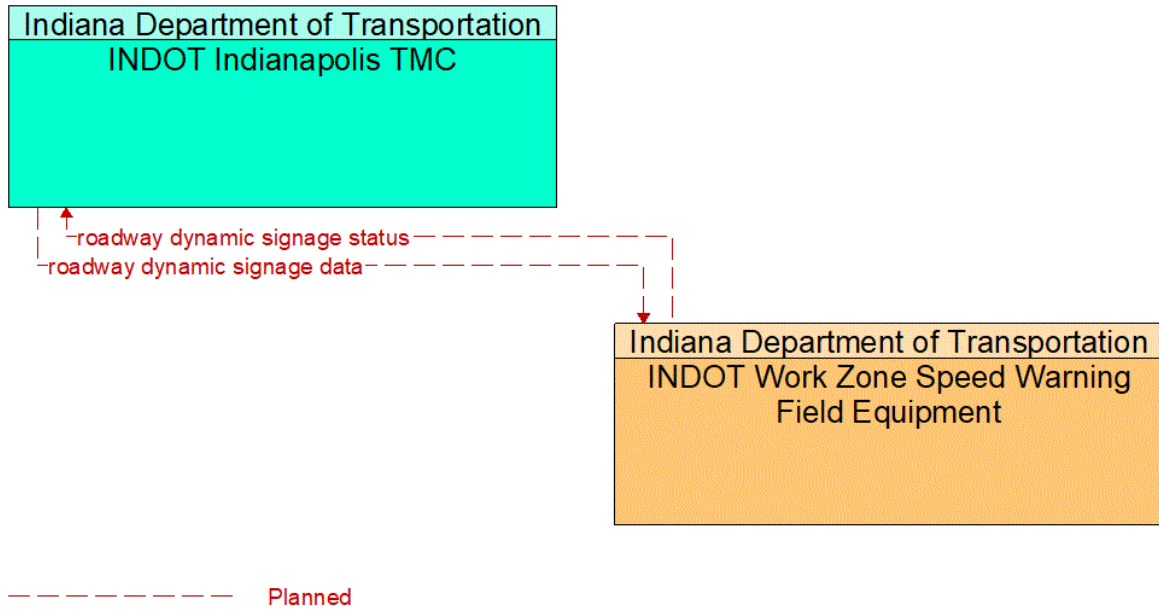 Indiana Department of Transportation
INDOT Indianapolis TMC
roadway dynamic signage status
roadway dynamic signage data
Indiana Department of Transportation
INDOT Work Zone Speed Warning
Field Equipment
Planned